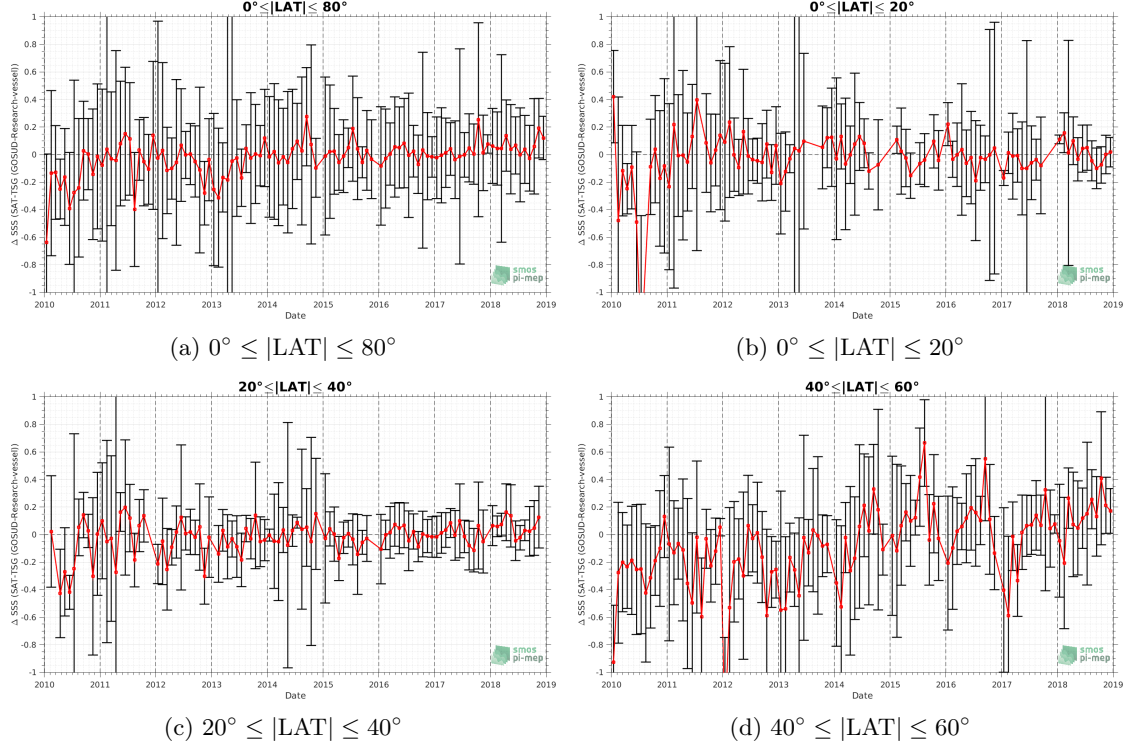 0°≤|LAT|≤ 80°
Δ SSS (SAT-TSG (GOSUD-Research-vessel))
1
0.8
0.6
0.4
0.2
0
-0.2
-0.4
-0.6
-0.8
-1
2010 2011 2012 2013 2014 2015 2016 2017 2018 2019
Date
smos
pi-mep
(a) 0° ≤ |LAT| ≤ 80°
0°≤|LAT|≤ 20°
Δ SSS (SAT-TSG (GOSUD-Research-vessel))
1
0.8
0.6
0.4
0.2
0
-0.2
-0.4
-0.6
-0.8
-1
2010 2011 2012 2013 2014 2015 2016 2017 2018 2019
Date
smos
pi-mep
(b) 0° ≤ |LAT| ≤ 20°
20°≤|LAT|≤ 40°
Δ SSS (SAT-TSG (GOSUD-Research-vessel))
1
0.8
0.6
0.4
0.2
0
-0.2
-0.4
-0.6
-0.8
-1
2010 2011 2012 2013 2014 2015 2016 2017 2018 2019
Date
smos
pi-mep
(c) 20° ≤ |LAT| ≤ 40°
40°≤|LAT|≤ 60°
Δ SSS (SAT-TSG (GOSUD-Research-vessel))
1
0.8
0.6
0.4
0.2
0
-0.2
-0.4
-0.6
-0.8
-1
2010 2011 2012 2013 2014 2015 2016 2017 2018 2019
Date
smos
pi-mep
(d) 40° ≤ |LAT| ≤ 60°